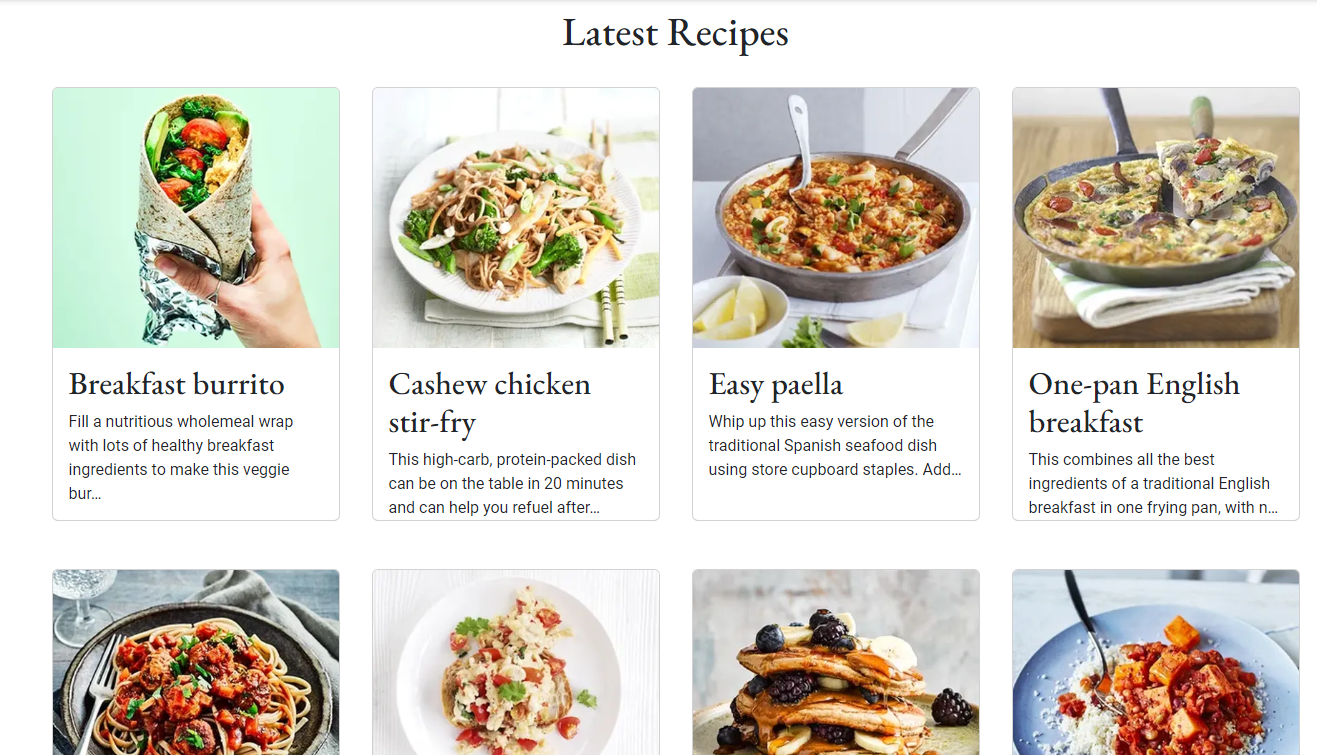 Latest Recipes
Breakfast burrito
Fill a nutritious wholemeal wrap
with lots of healthy breakfast
ingredients to make this veggie
bur...
Cashew chicken
stir-fry
This high-carb, protein-packed dish
can be on the table in 20 minutes
and can help you refuel after...
Easy paella
Whip up this easy version of the
traditional Spanish seafood dish
using store cupboard staples. Add...
One-pan English
breakfast
This combines all the best
ingredients of a traditional English
breakfast in one frying pan, with n...